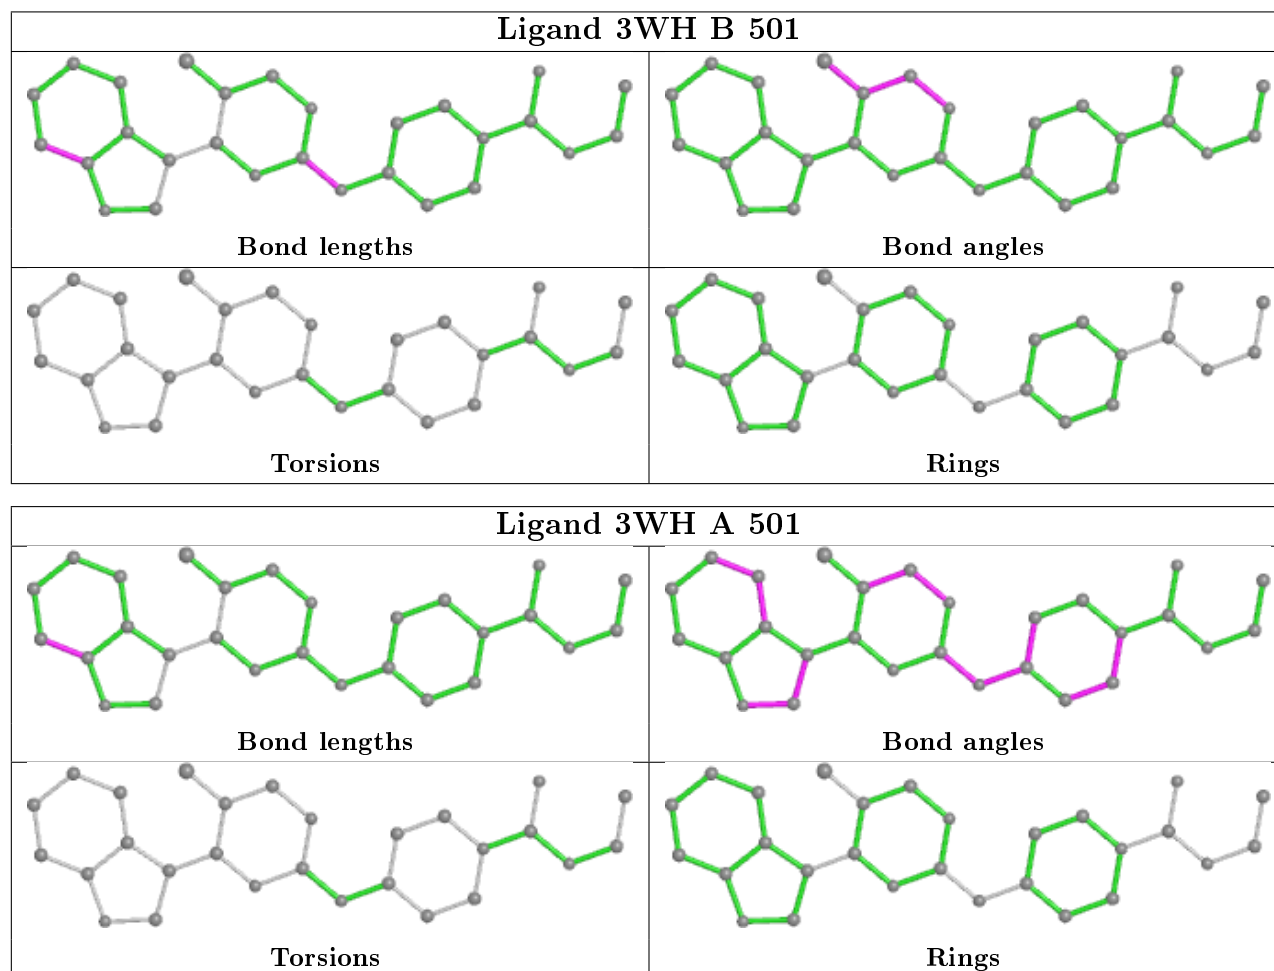 Ligand 3WH B 501
Bond lengths
Bond angles
Torsions
Rings
Ligand 3WH A 501
Bond lengths
Bond angles
Torsions
Rings